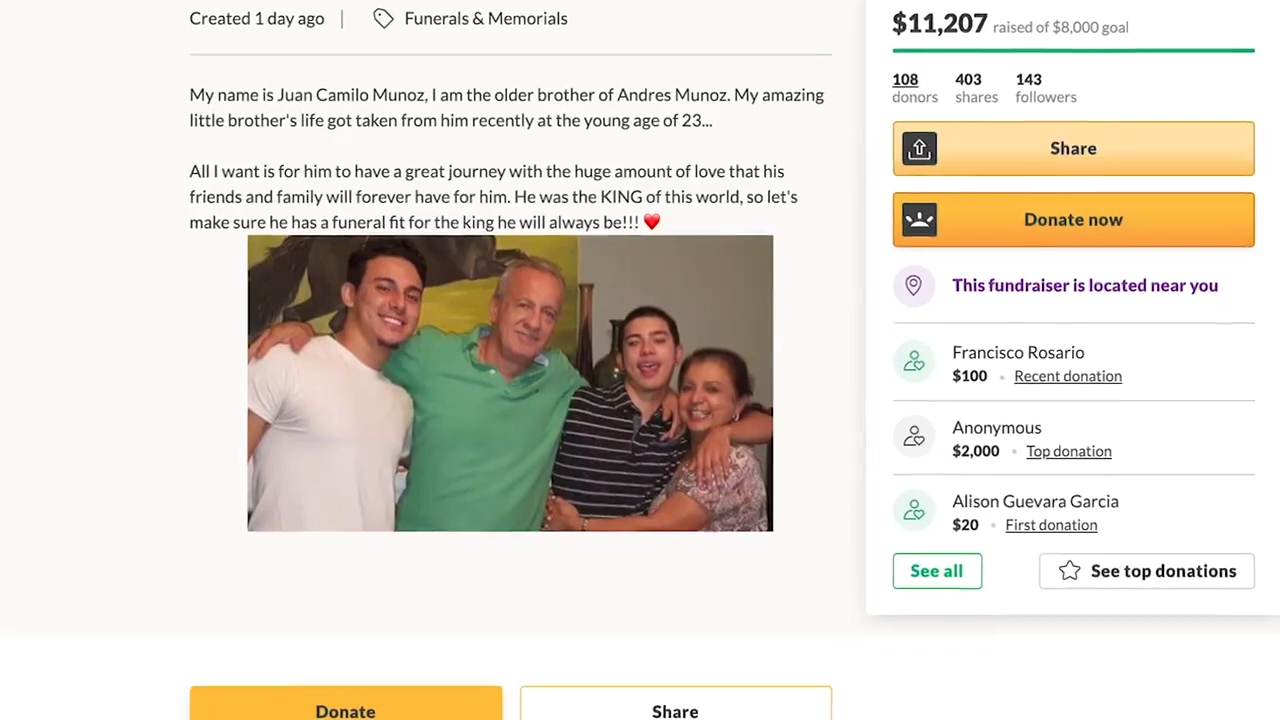 Created 1 day ago | Funerals & Memorials
My name is Juan Camilo Munoz, I am the older brother of Andres Munoz. My amazing
little brother's life got taken from him recently at the young age of 23...
All I want is for him to have a great journey with the huge amount of love that his
friends and family will forever have for him. He was the KING of this world, so let's
make sure he has a funeral fit for the king he will always be!!! ❤️
Donate
Share
$11,207 raised of $8,000 goal
108 403 143
donors shares followers
Share
Donate now
This fundraiser is located near you
Francisco Rosario
$100 • Recent donation
Anonymous
$2,000 • Top donation
Alison Guevara Garcia
$20 • First donation
See all
See top donations